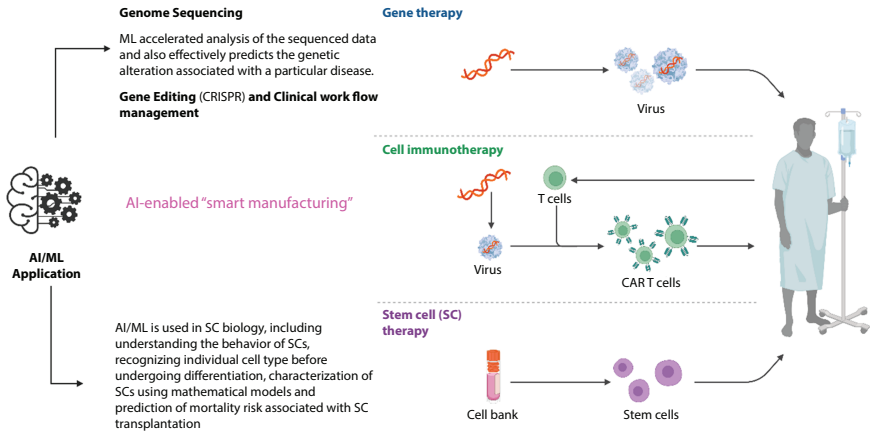 Genome Sequencing
ML accelerated analysis of the sequenced data
and also effectively predicts the genetic
alteration associated with a particular disease.
Gene Editing (CRISPR) and Clinical work flow
management
AI-enabled “smart manufacturing”
AI/ML
Application
AI/ML is used in SC biology, including
understanding the behavior of SCs,
recognizing individual cell type before
undergoing differentiation, characterization of
SCs using mathematical models and
prediction of mortality risk associated with SC
transplantation
Gene therapy
Virus
Cell immunotherapy
T cells
Virus
CAR T cells
Stem cell (SC)
therapy
Cell bank
Stem cells